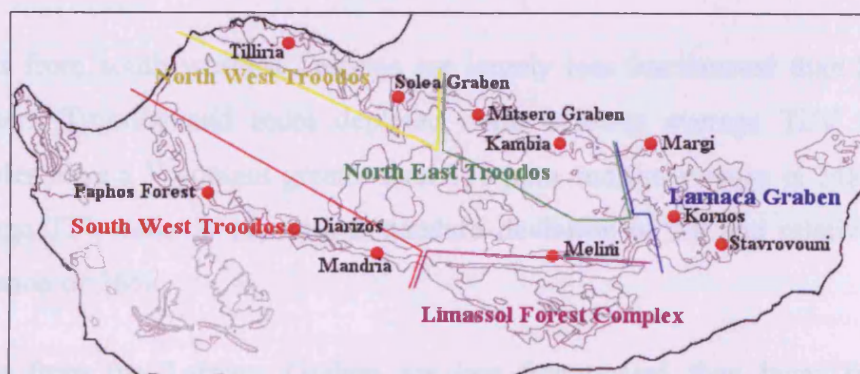 Tilliria
North West Troodos
Solea Graben
Mitsero Graben
Kambia
Margi
North East Troodos
Larnaca Graben
Paphos Forest
Kornos
South West Troodos
Diarizos
Stavrovouni
Mandria
Melini
Limassol Forest Complex